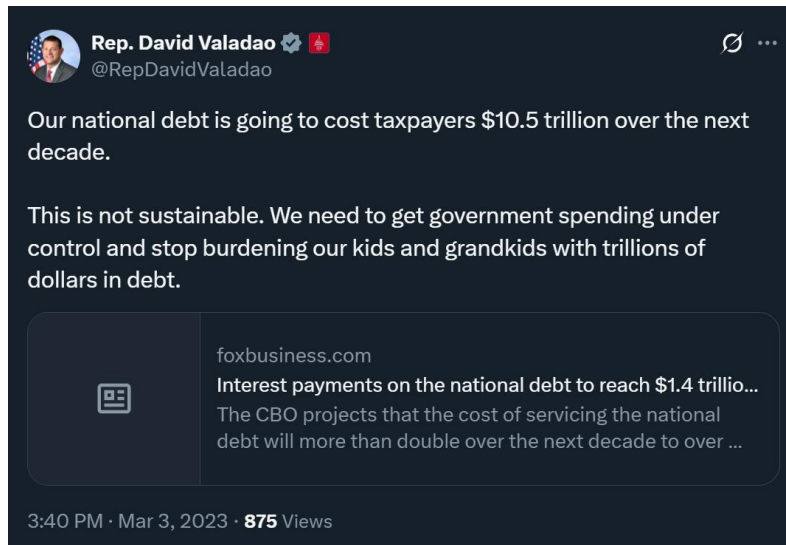 Rep. David Valadao
@RepDavidValadao
Our national debt is going to cost taxpayers $10.5 trillion over the next
decade.
This is not sustainable. We need to get government spending under
control and stop burdening our kids and grandkids with trillions of
dollars in debt.
foxbusiness.com
Interest payments on the national debt to reach $1.4 trillio...
The CBO projects that the cost of servicing the national
debt will more than double over the next decade to over ...
3:40 PM · Mar 3, 2023 · 875 Views